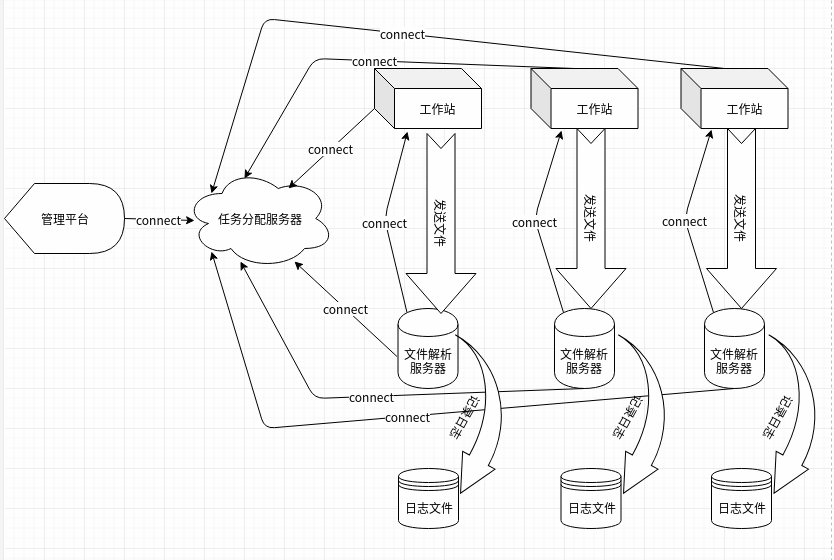 connect
connect
工作站
工作站
工作站
connect
管理平台
connect
任务分配服务器
connect
发送文件
connect
发送文件
connect
发送文件
connect
文件解析
服务器
文件解析
服务器
文件解析
服务器
connect
connect
记录日志
记录日志
记录日志
日志文件
日志文件
日志文件